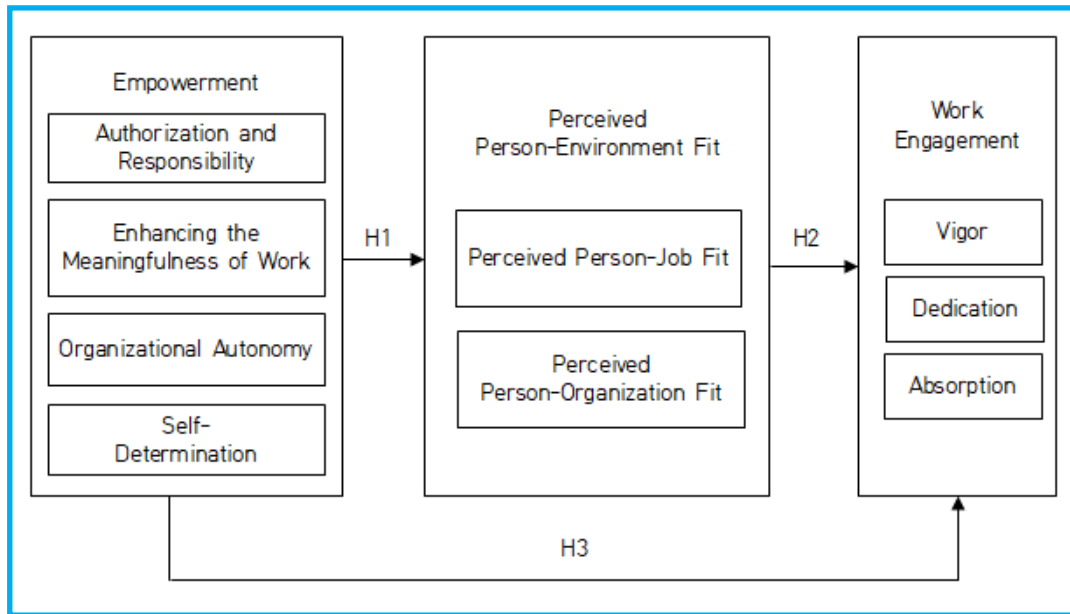 Empowerment
Authorization and
Responsibility
Enhancing the
Meaningfulness of Work
Organizational Autonomy
Self-
Determination
H1
Perceived
Person-Environment Fit
Perceived Person-Job Fit
Perceived
Person-Organization Fit
H2
Work
Engagement
Vigor
Dedication
Absorption
H3